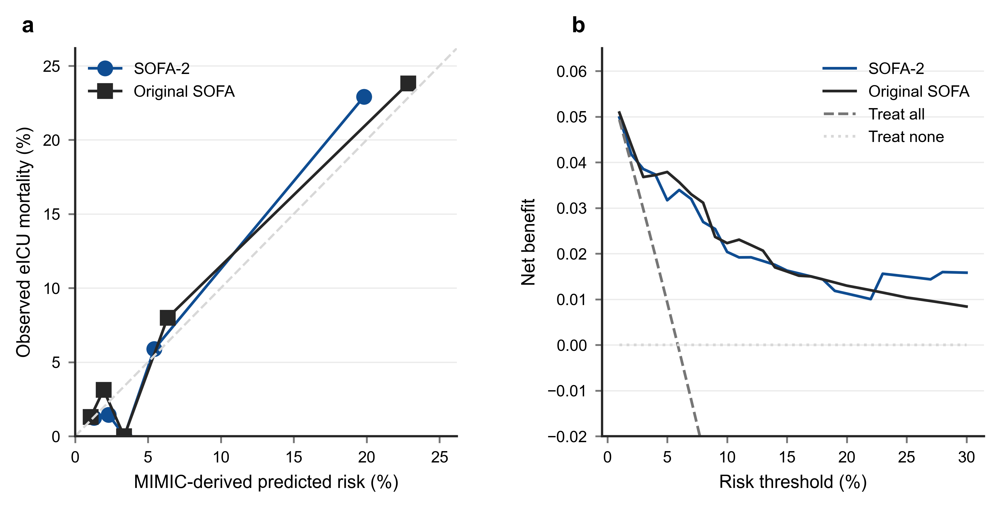 a
25
20
15
10
5
0
0 5 10 15 20 25
Observed eICU mortality (%)
MIMIC-derived predicted risk (%)
SOFA-2
Original SOFA
b
0.06
0.05
0.04
0.03
0.02
0.01
0.00
−0.01
−0.02
0 5 10 15 20 25 30
Net benefit
Risk threshold (%)
SOFA-2
Original SOFA
Treat all
Treat none